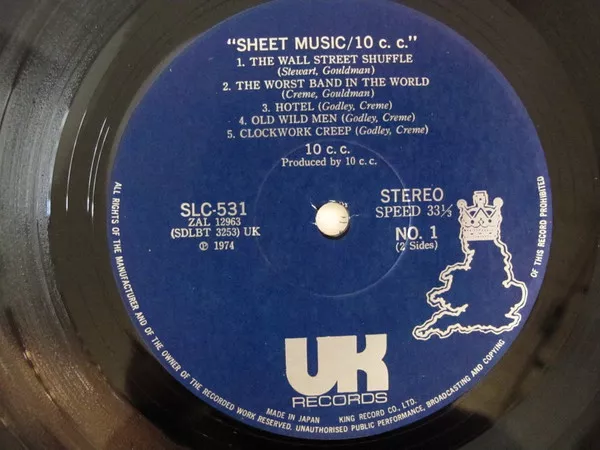 "SHEET MUSIC/10 c. c."
1. THE WALL STREET SHUFFLE
(Stewart, Gouldman)
2. THE WORST BAND IN THE WORLD
(Creme, Gouldman)
3. HOTEL (Godley, Creme)
4. OLD WILD MEN (Godley, Creme)
5. CLOCKWORK CREEP (Godley, Creme)
10 c. c.
Produced by 10 c. c.
SLC-531
ZAL 12963
(SDLBT 3253) UK
℗ 1974
STEREO
SPEED 33⅓
NO. 1
(2 Sides)
UK
RECORDS
MADE IN JAPAN KING RECORD CO., LTD.
ALL RIGHTS OF THE MANUFACTURER AND OF THE OWNER OF THE RECORDED WORK RESERVED. UNAUTHORISED PUBLIC PERFORMANCE, BROADCASTING AND COPYING OF THIS RECORD PROHIBITED